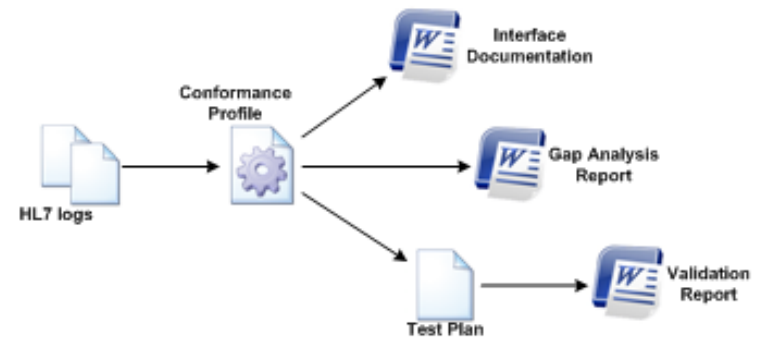 Interface
Documentation
Conformance
Profile
Gap Analysis
Report
HL7 logs
Validation
Report
Test Plan